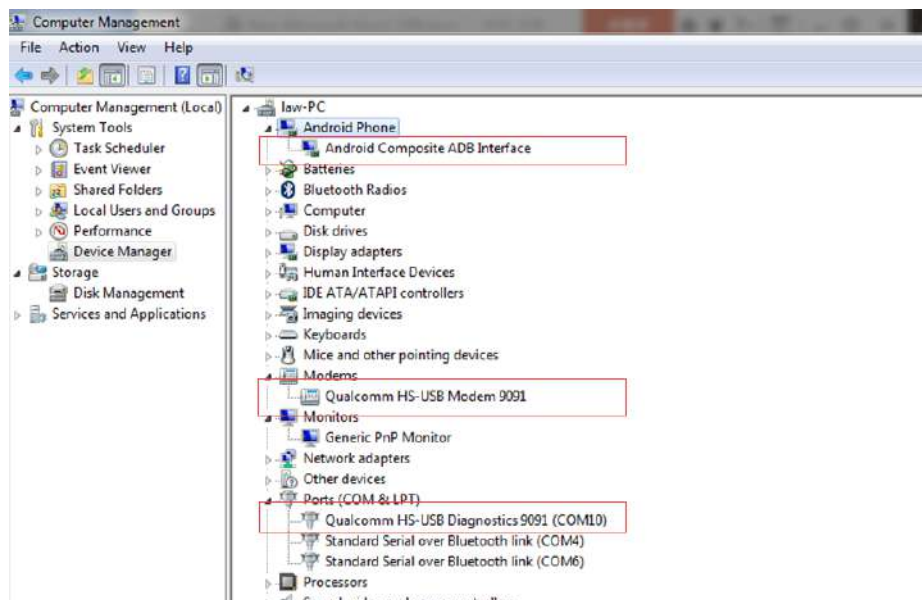 Computer Management
File Action View Help
Computer Management (Local)
System Tools
Task Scheduler
Event Viewer
Shared Folders
Local Users and Groups
Performance
Device Manager
Storage
Disk Management
Services and Applications
law-PC
Android Phone
Android Composite ADB Interface
Batteries
Bluetooth Radios
Computer
Disk drives
Display adapters
Human Interface Devices
IDE ATA/ATAPI controllers
Imaging devices
Keyboards
Mice and other pointing devices
Modems
Qualcomm HS-USB Modem 9091
Monitors
Generic PnP Monitor
Network adapters
Other devices
Ports (COM & LPT)
Qualcomm HS-USB Diagnostics 9091 (COM10)
Standard Serial over Bluetooth link (COM4)
Standard Serial over Bluetooth link (COM6)
Processors